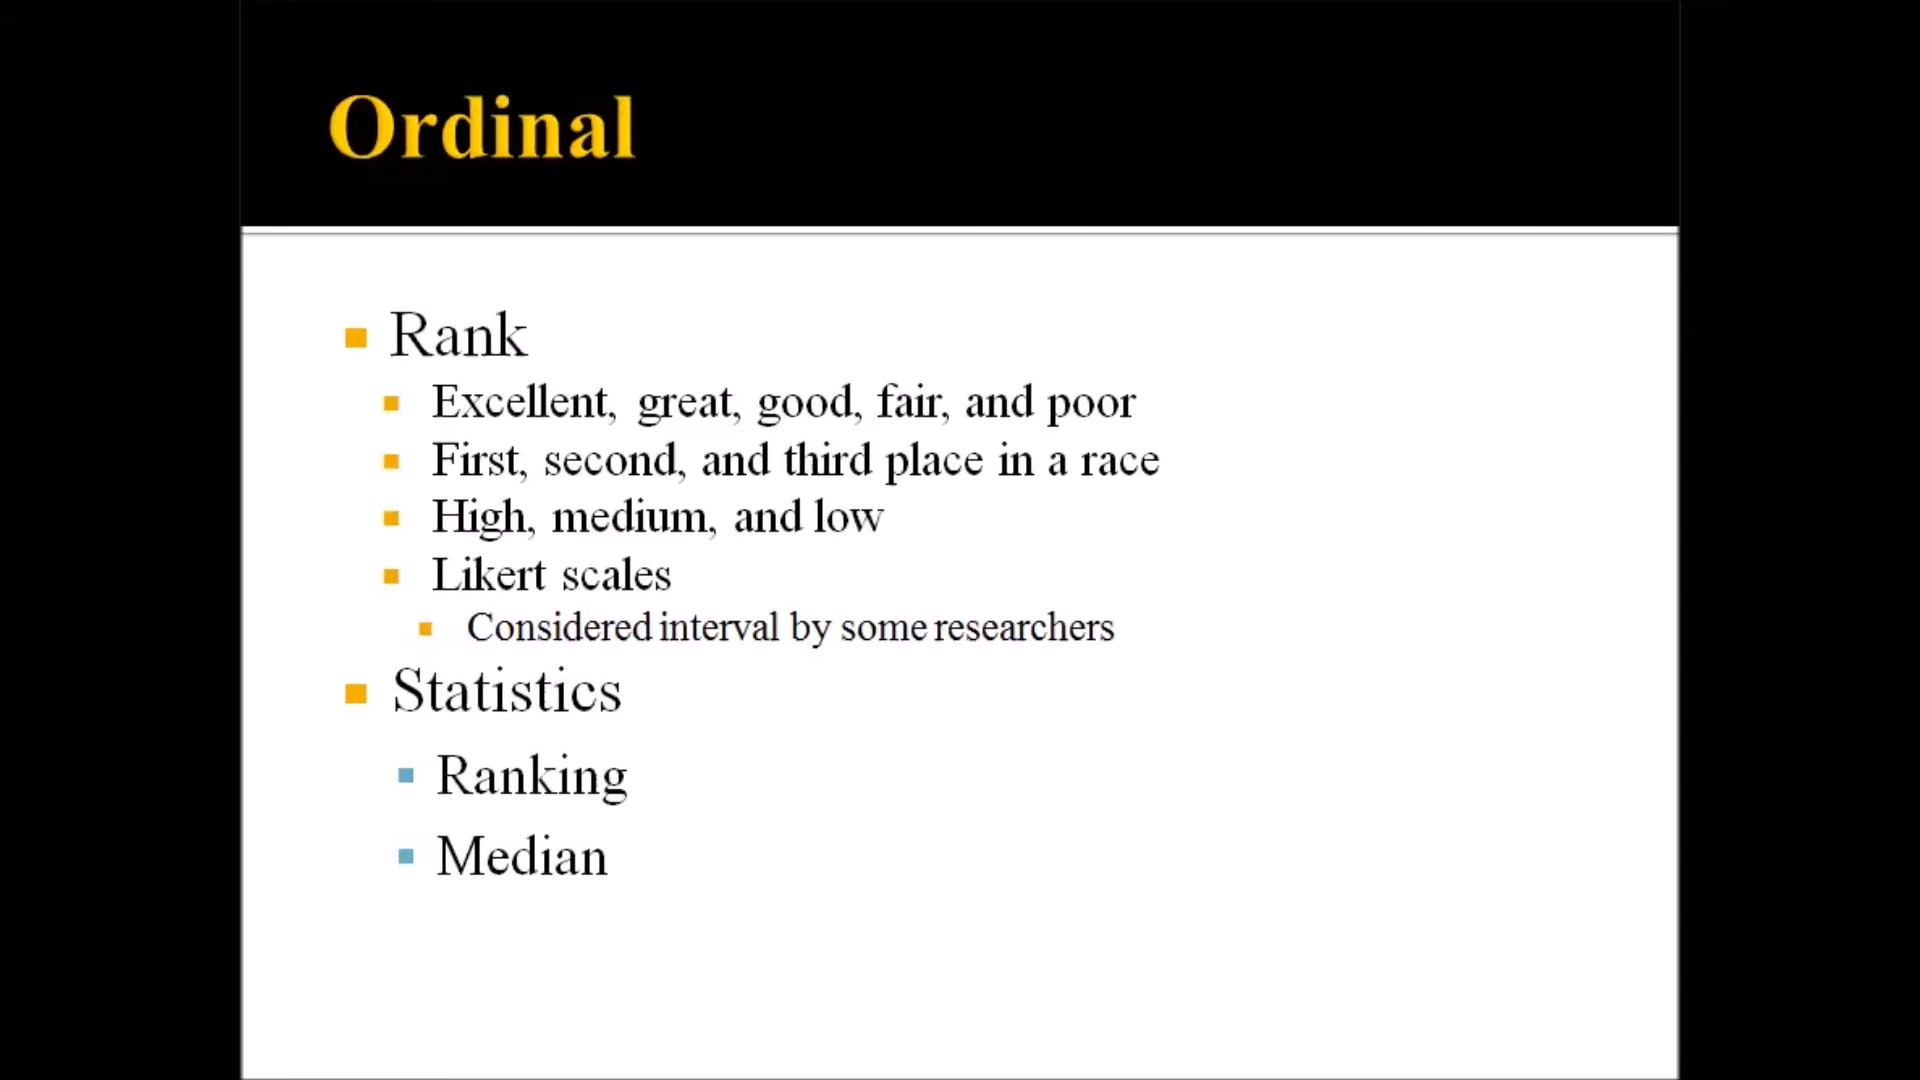 Ordinal
Rank
Excellent, great, good, fair, and poor
First, second, and third place in a race
High, medium, and low
Likert scales
Considered interval by some researchers
Statistics
Ranking
Median